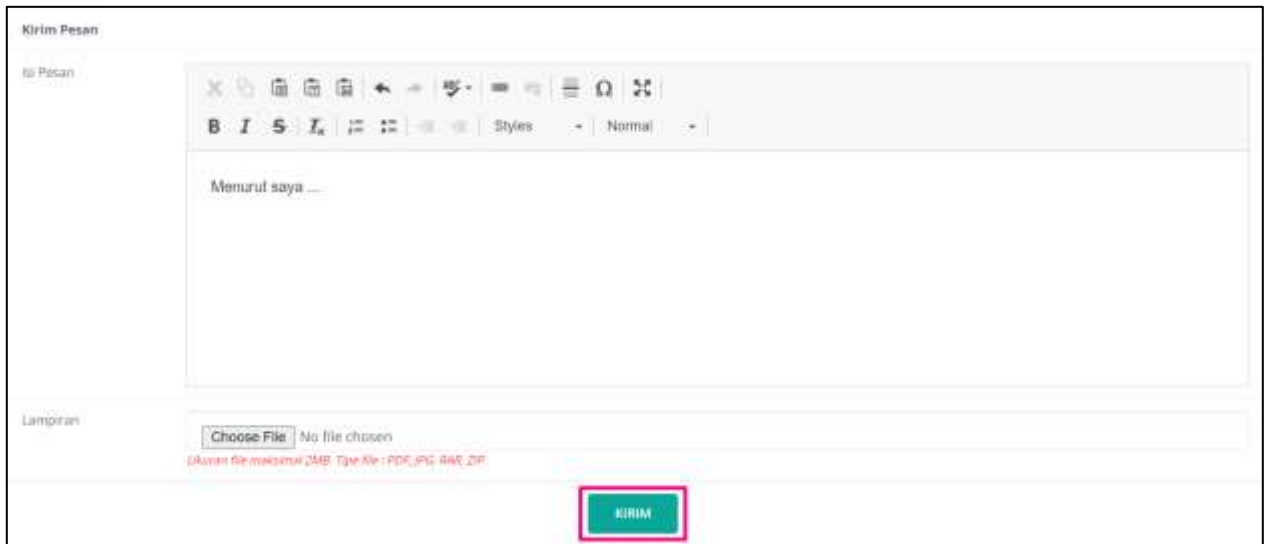 Kirim Pesan
Isi Pesan
Styles
Normal
Menurut saya ...
Lampiran
Choose File No file chosen
Ukuran file maksimal 2MB. Tipe file : PDF, JPG, RAR, ZIP.
KIRIM